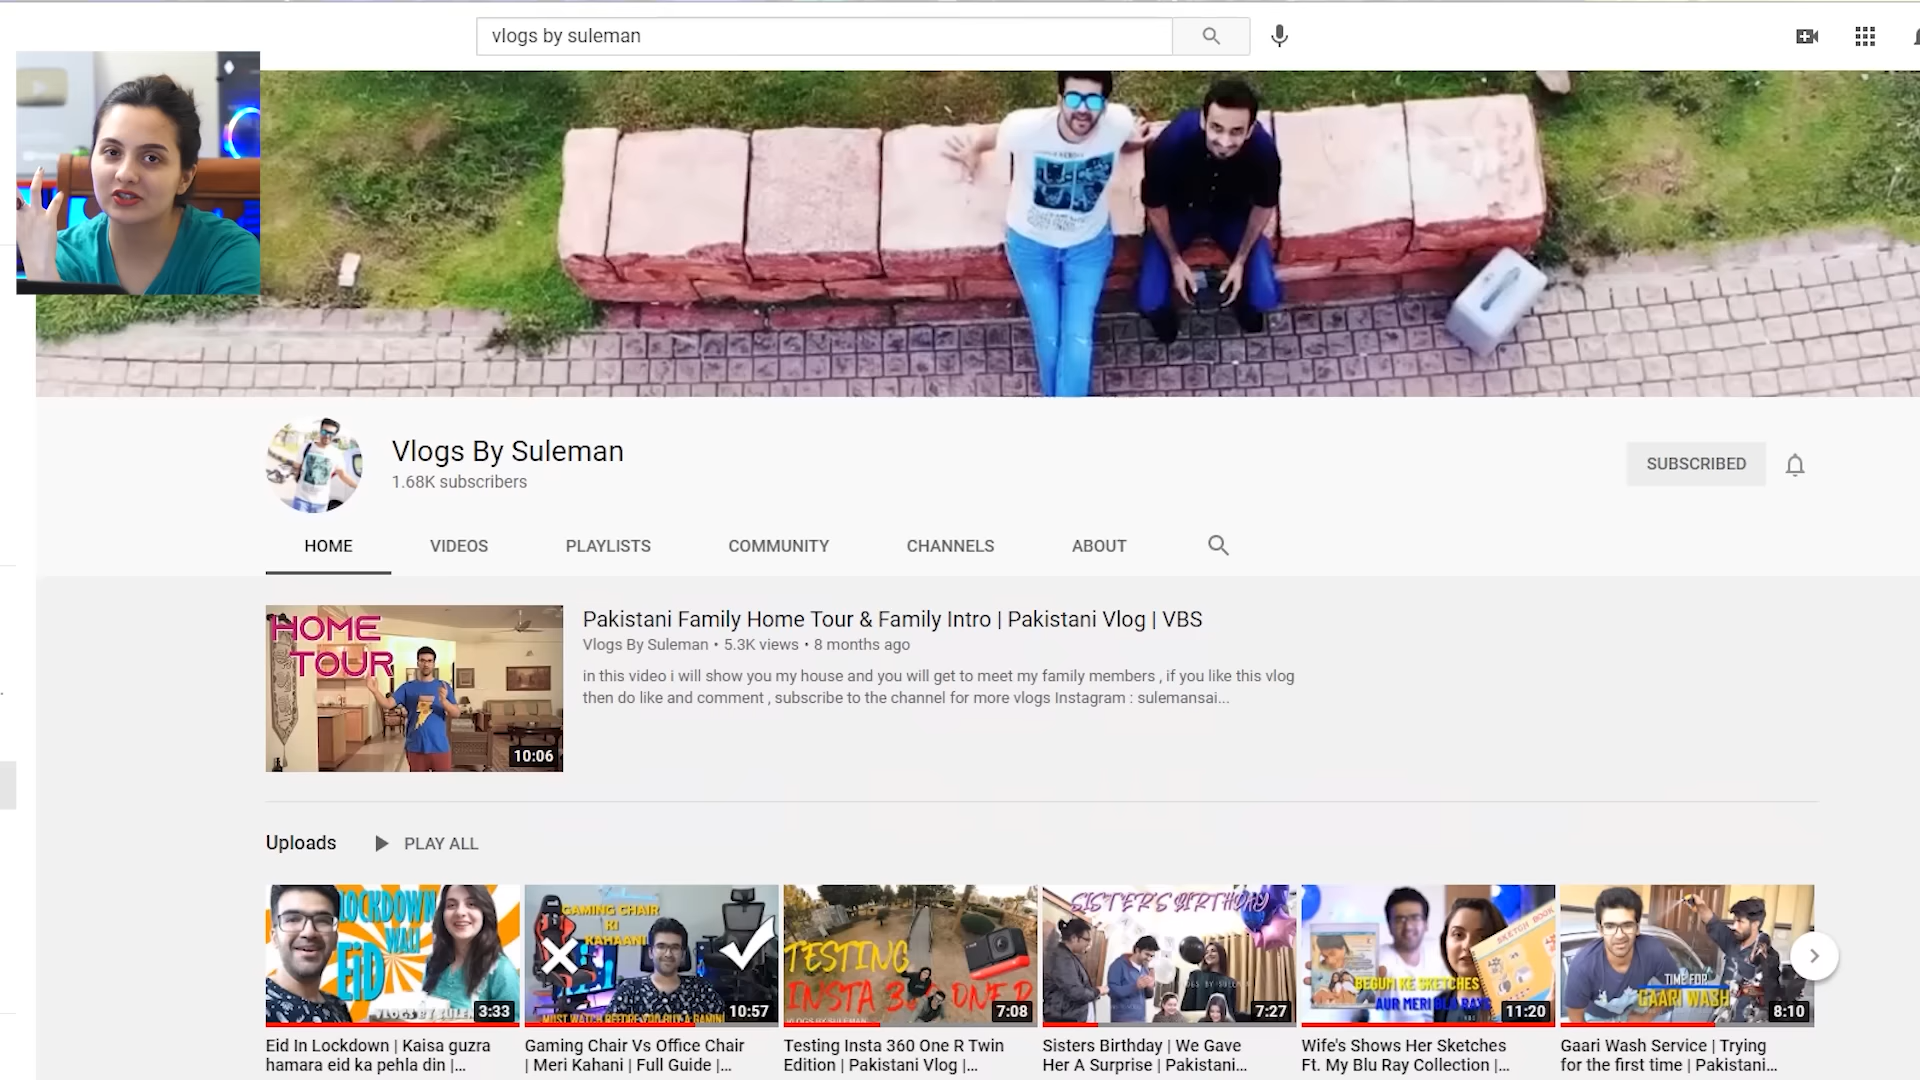 vlogs by suleman
Vlogs By Suleman
1.68K subscribers
SUBSCRIBED
HOME
VIDEOS
PLAYLISTS
COMMUNITY
CHANNELS
ABOUT
HOME
TOUR
10:06
Pakistani Family Home Tour & Family Intro | Pakistani Vlog | VBS
Vlogs By Suleman • 5.3K views • 8 months ago
in this video i will show you my house and you will get to meet my family members , if you like this vlog
then do like and comment , subscribe to the channel for more vlogs Instagram : sulemansai...
Uploads
PLAY ALL
LOCKDOWN
WALI
EiD
3:33
Eid In Lockdown | Kaisa guzra
hamara eid ka pehla din |...
GAMING CHAIR
KI
KAHAANI
MUST WATCH BEFORE YOU BUY A GAMING
10:57
Gaming Chair Vs Office Chair
| Meri Kahani | Full Guide |...
TESTING
INSTA 360 ONE R
VLOGS BY SULEMAN
7:08
Testing Insta 360 One R Twin
Edition | Pakistani Vlog |...
SISTER'S BIRTHDAY
7:27
Sisters Birthday | We Gave
Her A Surprise | Pakistani...
SKETCH BOOK
BEGUM KE SKETCHES
AUR MERI BLU RAYS
11:20
Wife's Shows Her Sketches
Ft. My Blu Ray Collection |...
TIME FOR
GAARI WASH
8:10
Gaari Wash Service | Trying
for the first time | Pakistani...